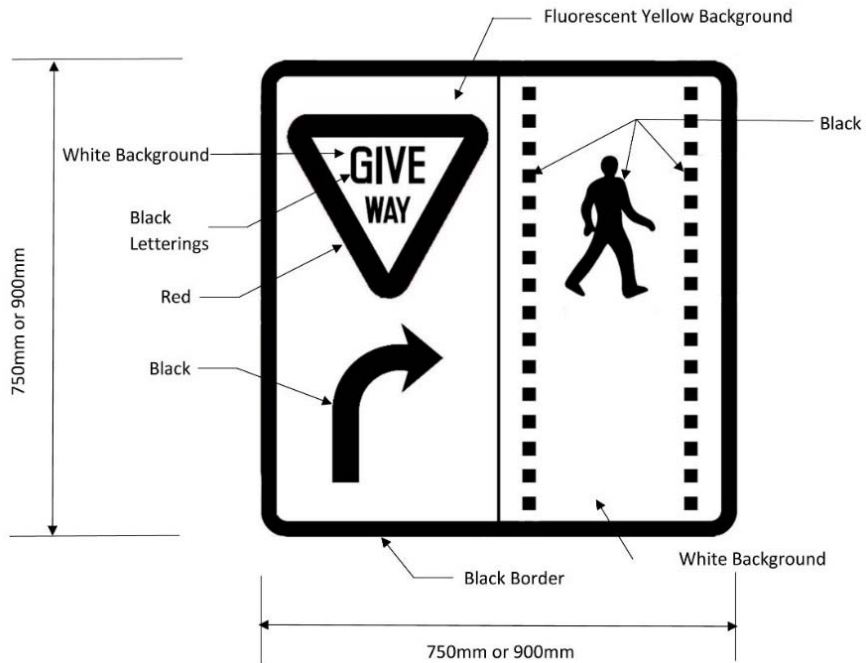 Fluorescent Yellow Background
Black
White Background
GIVE
WAY
Black
Letterings
Red
Black
750mm or 900mm
White Background
Black Border
750mm or 900mm